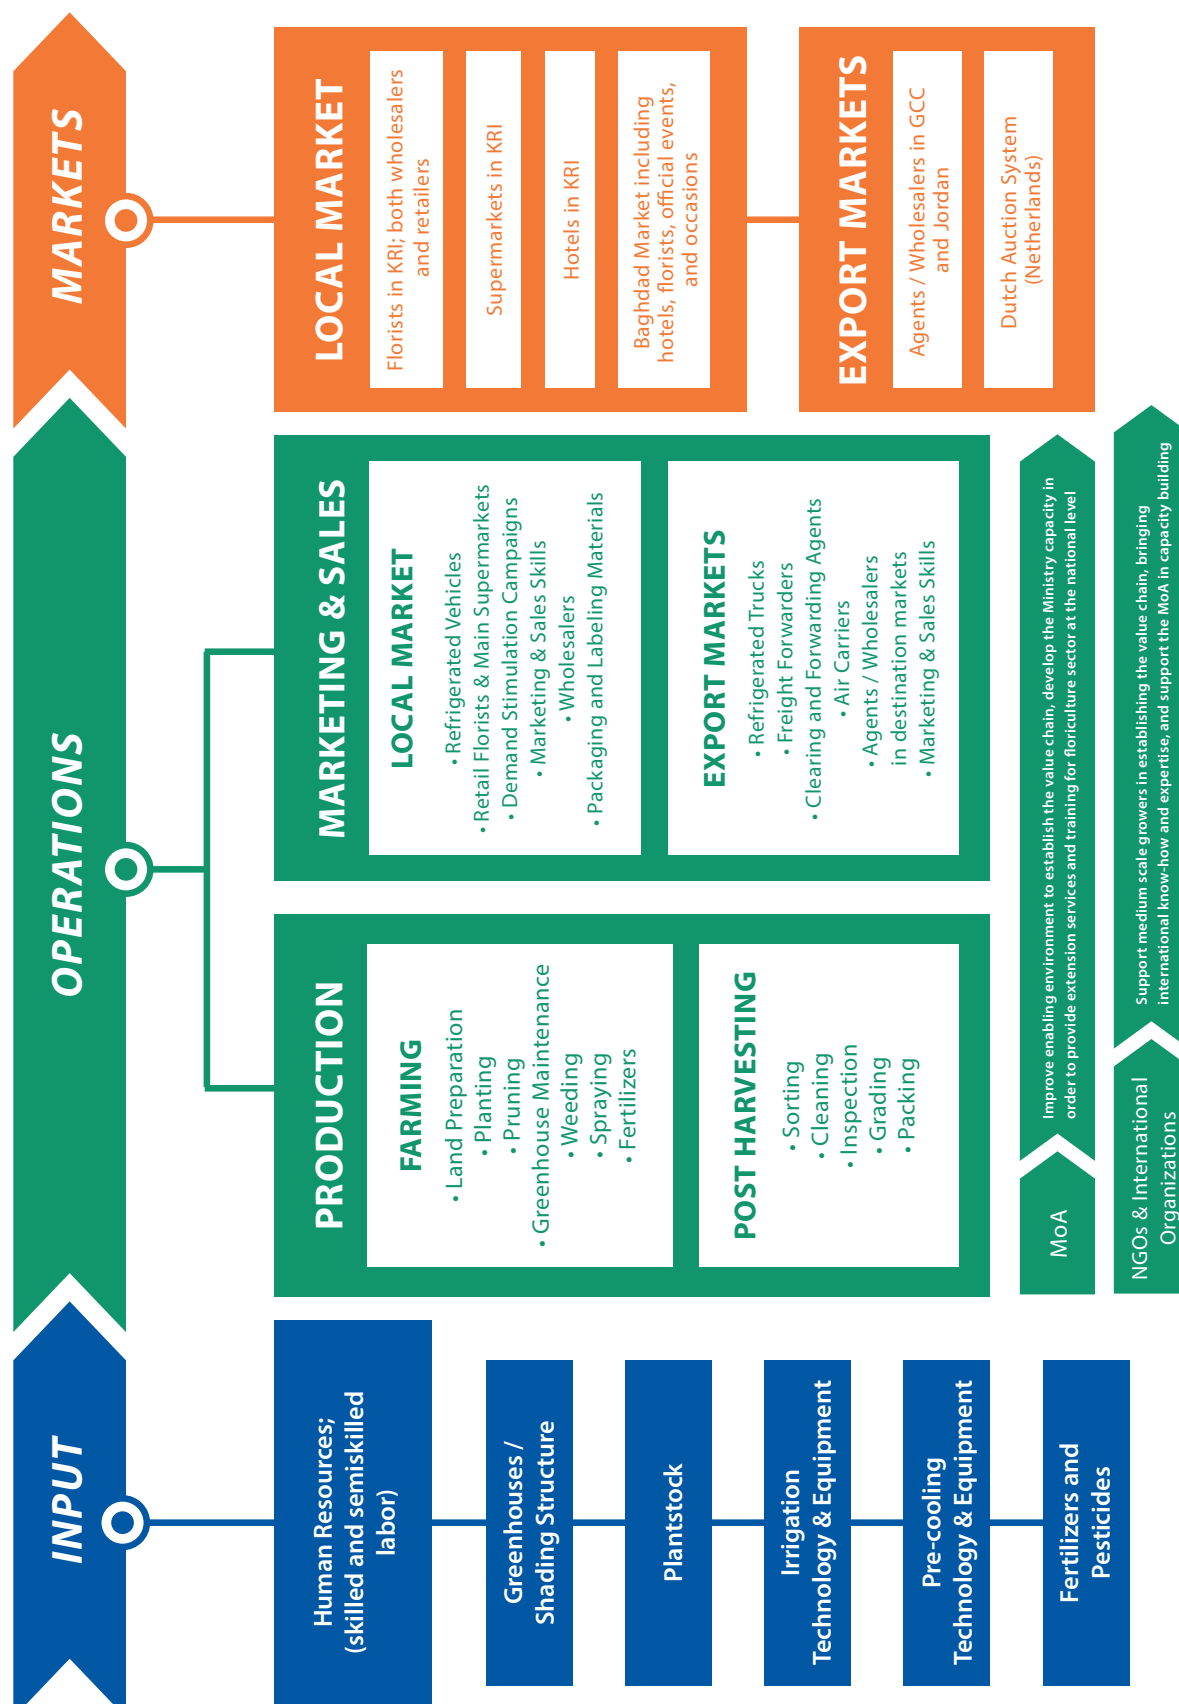 INPUT
Human Resources;
(skilled and semiskilled
labor)
Greenhouses /
Shading Structure
Plantstock
Irrigation
Technology & Equipment
Pre-cooling
Technology & Equipment
Fertilizers and
Pesticides
OPERATIONS
PRODUCTION
FARMING
• Land Preparation
• Planting
• Pruning
• Greenhouse Maintenance
• Weeding
• Spraying
• Fertilizers
POST HARVESTING
• Sorting
• Cleaning
• Inspection
• Grading
• Packing
MARKETING & SALES
LOCAL MARKET
• Refrigerated Vehicles
• Retail Florists & Main Supermarkets
• Demand Stimulation Campaigns
• Marketing & Sales Skills
• Wholesalers
• Packaging and Labeling Materials
EXPORT MARKETS
• Refrigerated Trucks
• Freight Forwarders
• Clearing and Forwarding Agents
• Air Carriers
• Agents / Wholesalers
in destination markets
• Marketing & Sales Skills
MoA
Improve enabling environment to establish the value chain, develop the Ministry capacity in
order to provide extension services and training for floriculture sector at the national level
NGOs & International
Organizations
Support medium scale growers in establishing the value chain, bringing
international know-how and expertise, and support the MoA in capacity building
MARKETS
LOCAL MARKET
Florists in KRI; both wholesalers
and retailers
Supermarkets in KRI
Hotels in KRI
Baghdad Market including
hotels, florists, official events,
and occasions
EXPORT MARKETS
Agents / Wholesalers in GCC
and Jordan
Dutch Auction System
(Netherlands)